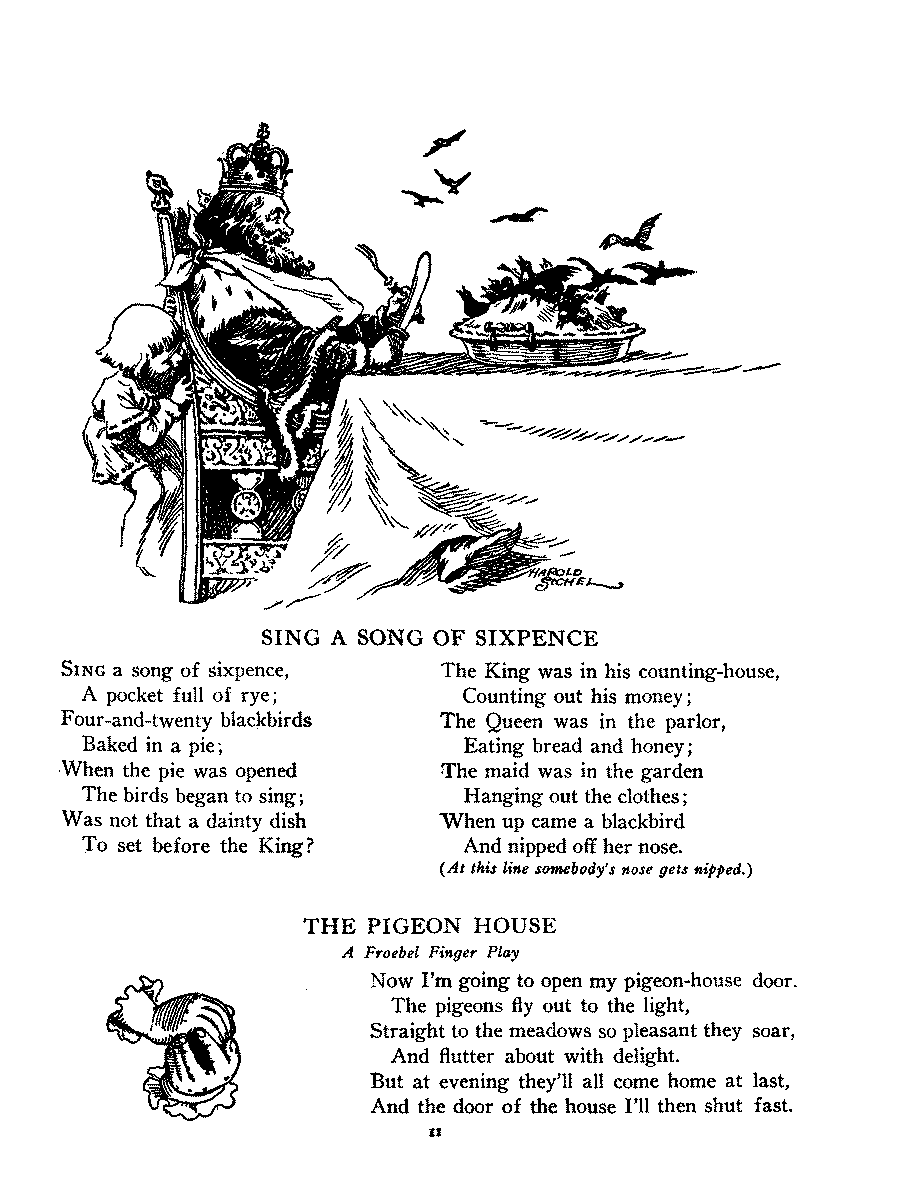 HAROLD
SICHEL
SING A SONG OF SIXPENCE
SING a song of sixpence,
A pocket full of rye;
Four-and-twenty blackbirds
Baked in a pie;
When the pie was opened
The birds began to sing;
Was not that a dainty dish
To set before the King?
The King was in his counting-house,
Counting out his money;
The Queen was in the parlor,
Eating bread and honey;
The maid was in the garden
Hanging out the clothes;
When up came a blackbird
And nipped off her nose.
(At this line somebody's nose gets nipped.)
THE PIGEON HOUSE
A Froebel Finger Play
Now I'm going to open my pigeon-house door.
The pigeons fly out to the light,
Straight to the meadows so pleasant they soar,
And flutter about with delight.
But at evening they'll all come home at last,
And the door of the house I'll then shut fast.
11